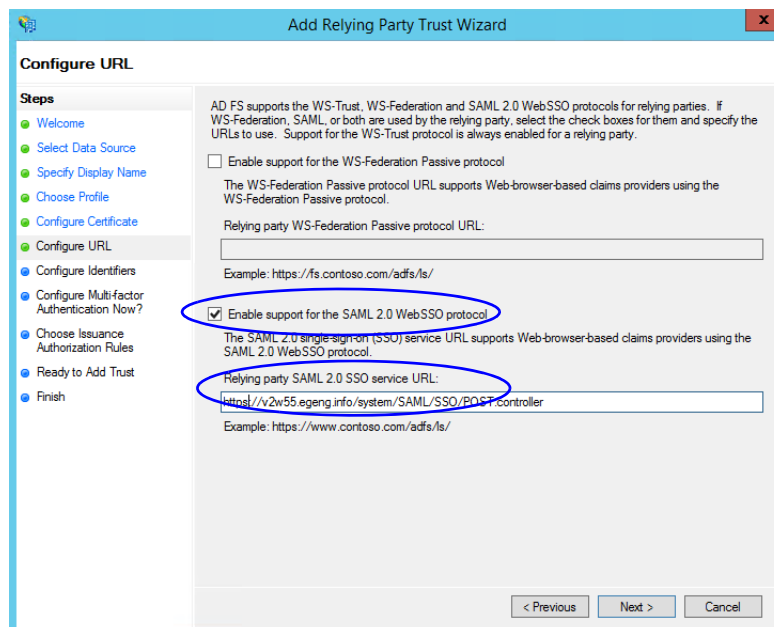 Add Relying Party Trust Wizard
x
Configure URL
Steps
Welcome
Select Data Source
Specify Display Name
Choose Profile
Configure Certificate
Configure URL
Configure Identifiers
Configure Multi-factor
Authentication Now?
Choose Issuance
Authorization Rules
Ready to Add Trust
Finish
AD FS supports the WS-Trust, WS-Federation and SAML 2.0 WebSSO protocols for relying parties. If
WS-Federation, SAML, or both are used by the relying party, select the check boxes for them and specify the
URLs to use. Support for the WS-Trust protocol is always enabled for a relying party.
Enable support for the WS-Federation Passive protocol
The WS-Federation Passive protocol URL supports Web-browser-based claims providers using the
WS-Federation Passive protocol.
Relying party WS-Federation Passive protocol URL:
Example: https://fs.contoso.com/adfs/ls/
Enable support for the SAML 2.0 WebSSO protocol
The SAML 2.0 single-sign-on (SSO) service URL supports Web-browser-based claims providers using the
SAML 2.0 WebSSO protocol.
Relying party SAML 2.0 SSO service URL:
https://v2w55.egeng.info/system/SAML/SSO/POST.controller
Example: https://www.contoso.com/adfs/ls/
< Previous
Next >
Cancel